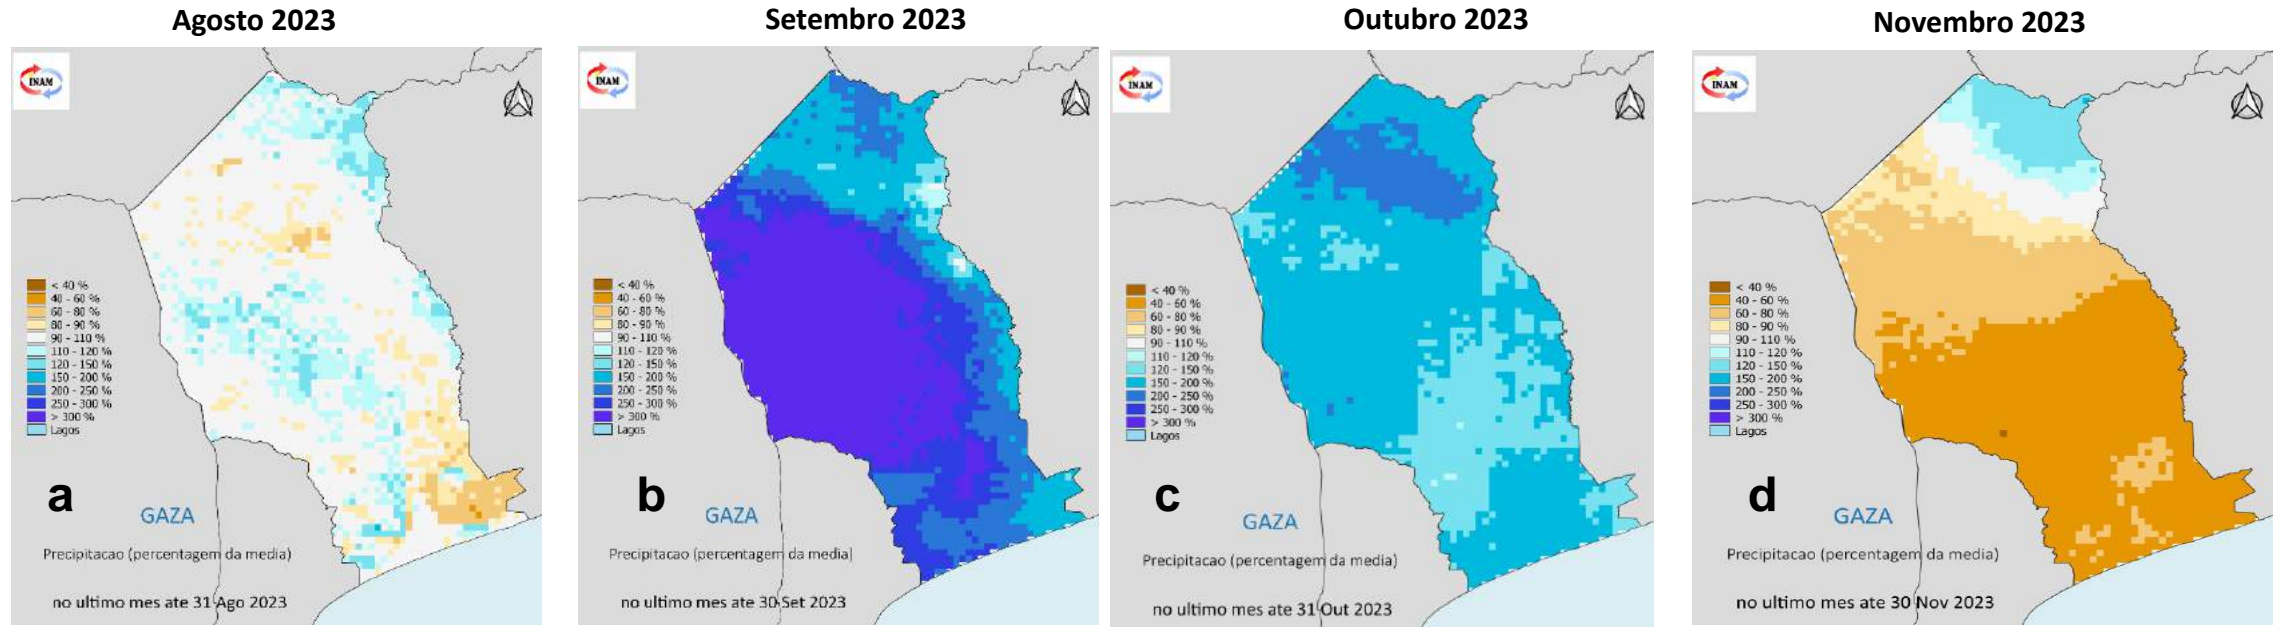 Agosto 2023
Setembro 2023
Outubro 2023
Novembro 2023
INAM
< 40 %
40 - 60 %
60 - 80 %
80 - 90 %
90 - 110 %
110 - 120 %
120 - 150 %
150 - 200 %
200 - 250 %
250 - 300 %
> 300 %
Lagos
a
GAZA
Precipitacao (percentagem da media)
no ultimo mes ate 31 Ago 2023
INAM
< 40 %
40 - 60 %
60 - 80 %
80 - 90 %
90 - 110 %
110 - 120 %
120 - 150 %
150 - 200 %
200 - 250 %
250 - 300 %
> 300 %
Lagos
b
GAZA
Precipitacao (percentagem da media)
no ultimo mes ate 30 Set 2023
INAM
< 40 %
40 - 60 %
60 - 80 %
80 - 90 %
90 - 110 %
110 - 120 %
120 - 150 %
150 - 200 %
200 - 250 %
250 - 300 %
> 300 %
Lagos
c
GAZA
Precipitacao (percentagem da media)
no ultimo mes ate 31 Out 2023
INAM
< 40 %
40 - 60 %
60 - 80 %
80 - 90 %
90 - 110 %
110 - 120 %
120 - 150 %
150 - 200 %
200 - 250 %
250 - 300 %
> 300 %
Lagos
d
GAZA
Precipitacao (percentagem da media)
no ultimo mes ate 30 Nov 2023